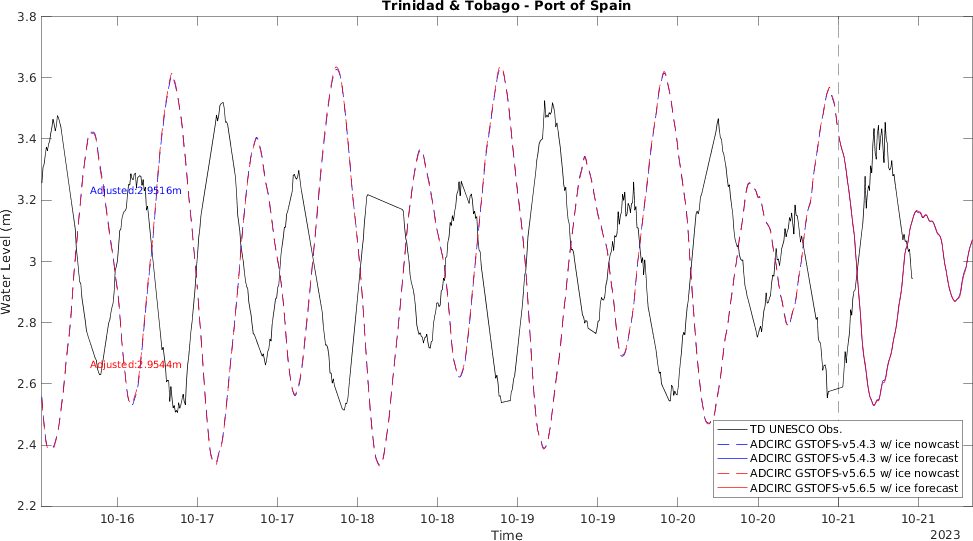 Trinidad & Tobago - Port of Spain
3.8
3.6
3.4
3.2
3
2.8
2.6
2.4
2.2
Water Level (m)
Adjusted:2.9516m
Adjusted:2.9544m
TD UNESCO Obs.
ADCIRC GSTOFS-v5.4.3 w/ ice nowcast
ADCIRC GSTOFS-v5.4.3 w/ ice forecast
ADCIRC GSTOFS-v5.6.5 w/ ice nowcast
ADCIRC GSTOFS-v5.6.5 w/ ice forecast
10-16 10-17 10-17 10-18 10-18 10-19 10-19 10-20 10-20 10-21 10-21
Time
2023